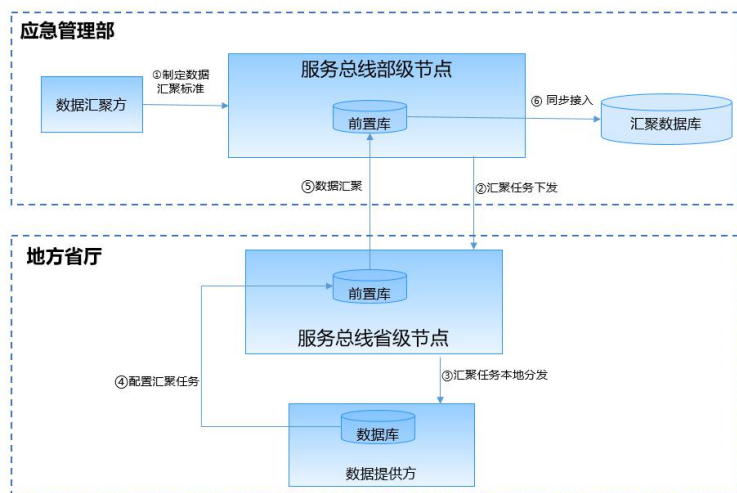 应急管理部
服务总线部级节点
①制定数据
汇聚标准
数据汇聚方
前置库
⑥ 同步接入
汇聚数据库
⑤数据汇聚
②汇聚任务下发
地方省厅
前置库
服务总线省级节点
④配置汇聚任务
③汇聚任务本地分发
数据库
数据提供方